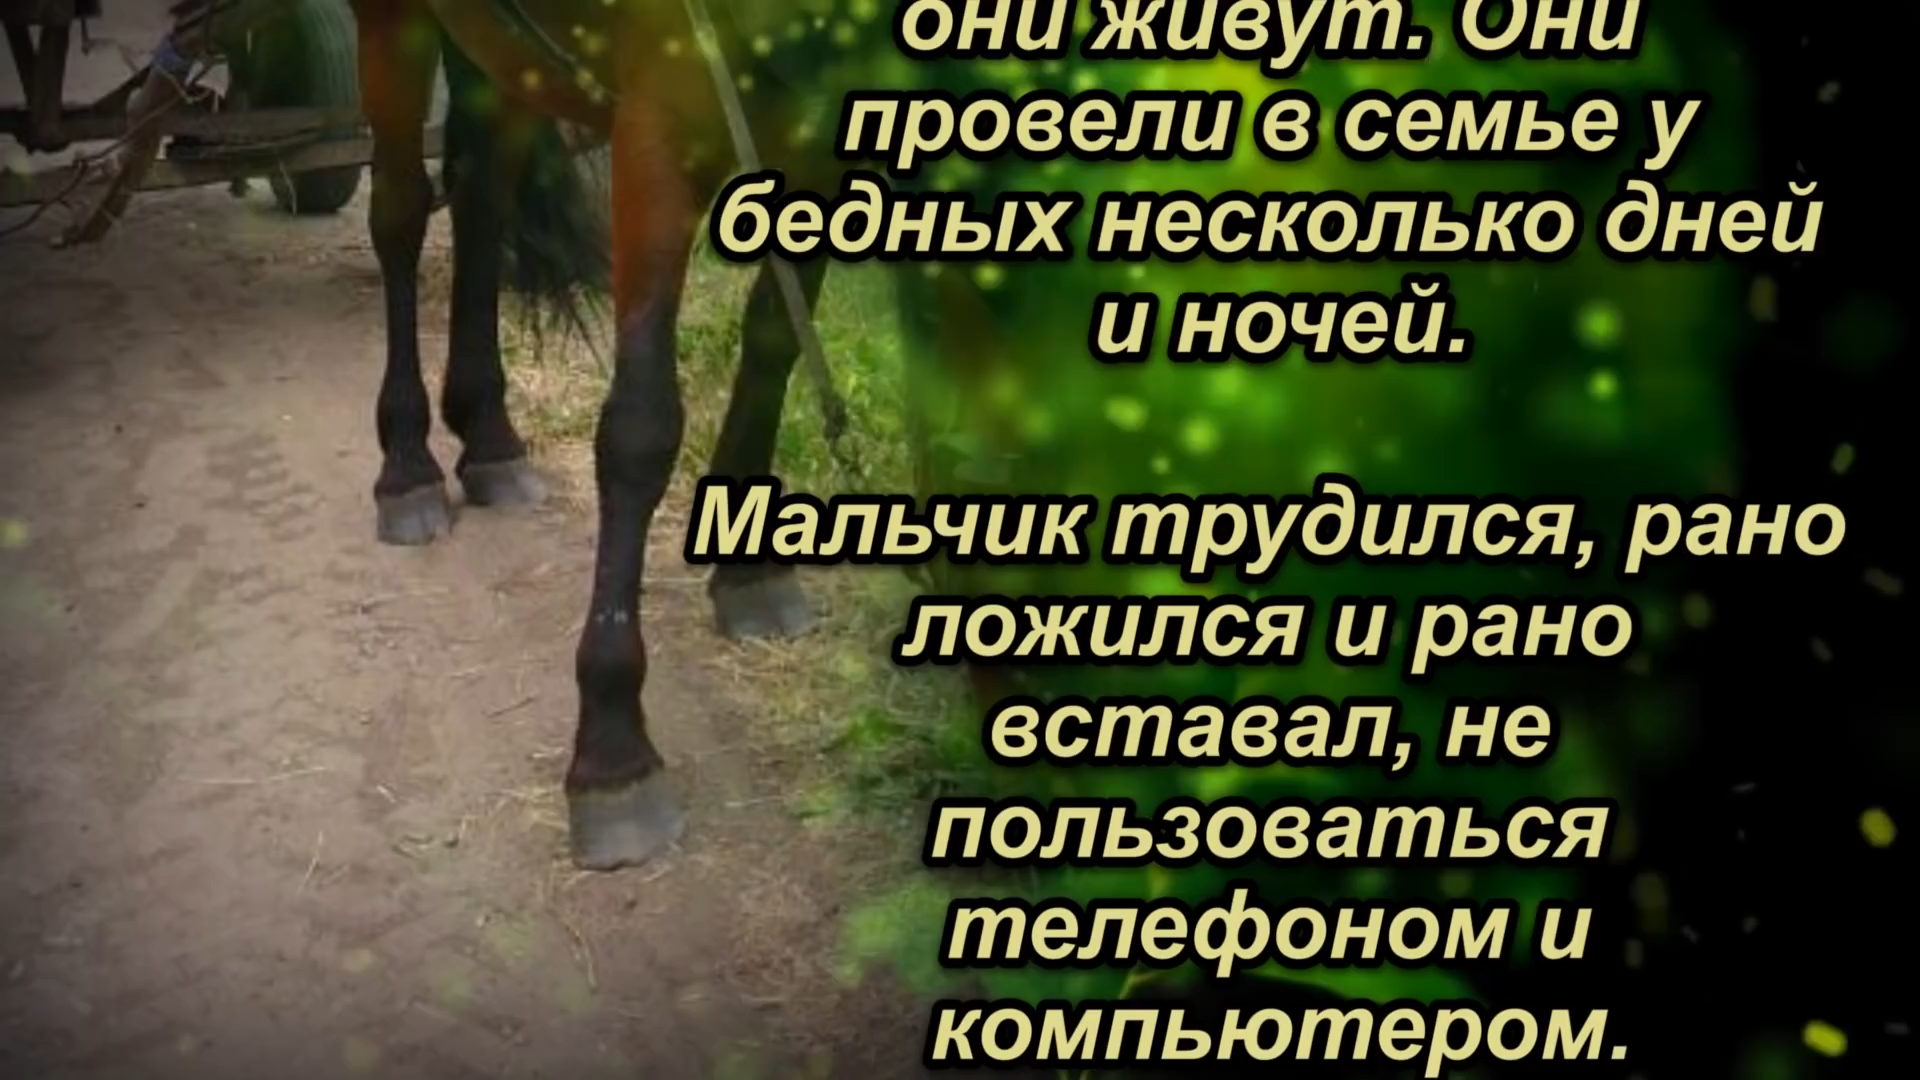 они живут. Они
провели в семье у
бедных несколько дней
и ночей.
Мальчик трудился, рано
ложился и рано
вставал, не
пользоваться
телефоном и
компьютером.